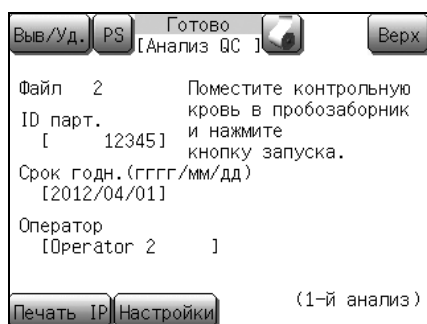 Выв/Уд. PS Готово Верх
[Анализ QC ]
Файл 2
ID парт.
[ 12345]
Срок годн.(гггг/мм/дд)
[2012/04/01]
Оператор
[Operator 2 ]
Поместите контрольную
кровь в пробозаборник
и нажмите
кнопку запуска.
(1-й анализ)
Печать IP Настройки